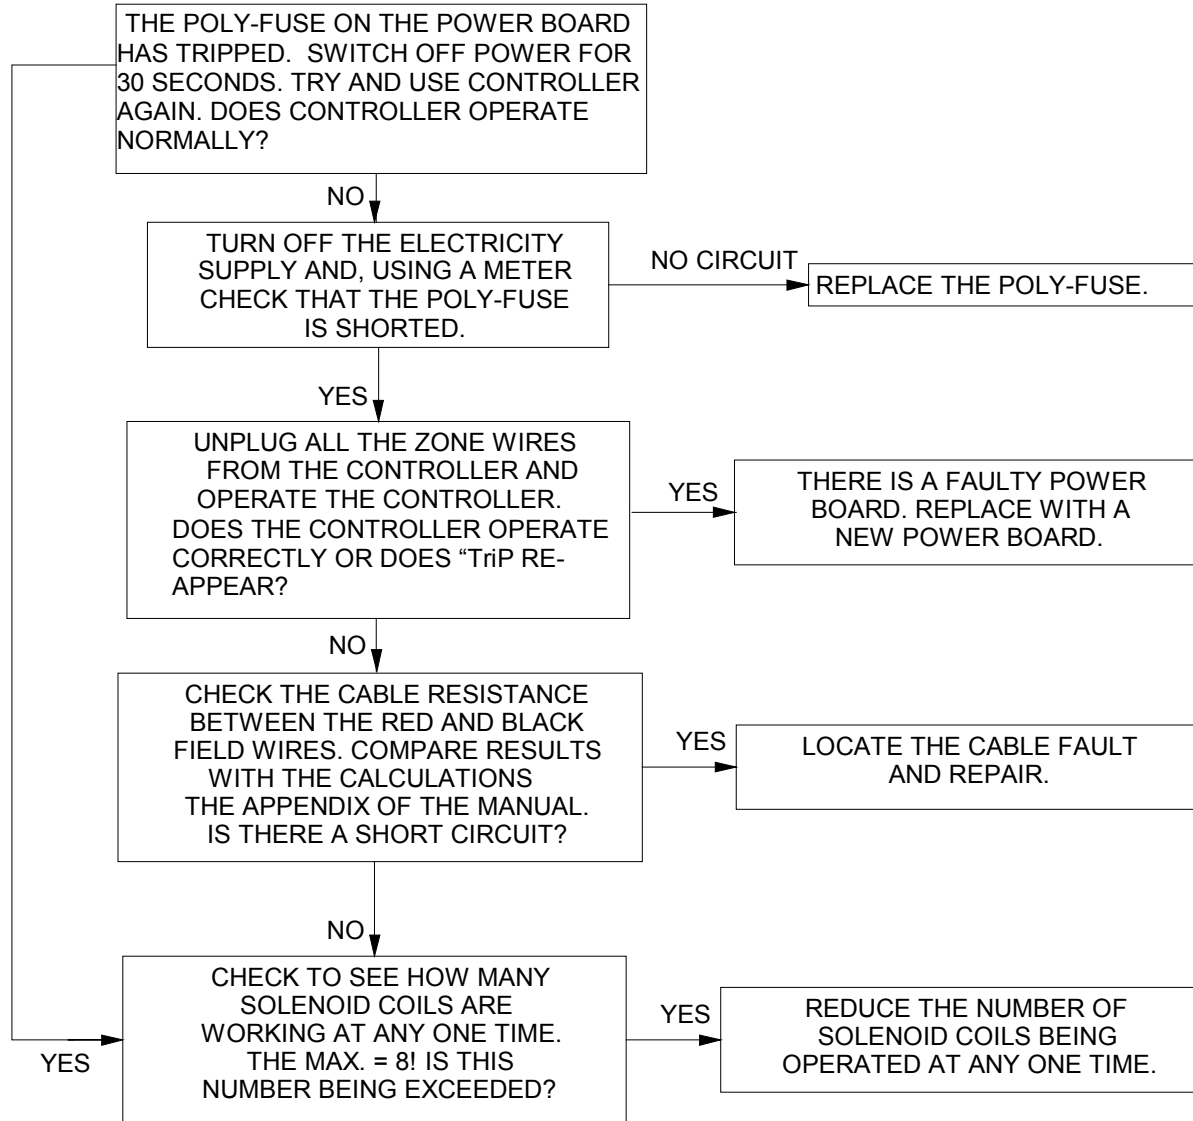 THE POLY-FUSE ON THE POWER BOARD
HAS TRIPPED. SWITCH OFF POWER FOR
30 SECONDS. TRY AND USE CONTROLLER
AGAIN. DOES CONTROLLER OPERATE
NORMALLY?
NO
TURN OFF THE ELECTRICITY
SUPPLY AND, USING A METER
CHECK THAT THE POLY-FUSE
IS SHORTED.
NO CIRCUIT
REPLACE THE POLY-FUSE.
YES
UNPLUG ALL THE ZONE WIRES
FROM THE CONTROLLER AND
OPERATE THE CONTROLLER.
DOES THE CONTROLLER OPERATE
CORRECTLY OR DOES “TriP RE-
APPEAR?
YES
THERE IS A FAULTY POWER
BOARD. REPLACE WITH A
NEW POWER BOARD.
NO
CHECK THE CABLE RESISTANCE
BETWEEN THE RED AND BLACK
FIELD WIRES. COMPARE RESULTS
WITH THE CALCULATIONS
THE APPENDIX OF THE MANUAL.
IS THERE A SHORT CIRCUIT?
YES
LOCATE THE CABLE FAULT
AND REPAIR.
NO
YES
CHECK TO SEE HOW MANY
SOLENOID COILS ARE
WORKING AT ANY ONE TIME.
THE MAX. = 8! IS THIS
NUMBER BEING EXCEEDED?
YES
REDUCE THE NUMBER OF
SOLENOID COILS BEING
OPERATED AT ANY ONE TIME.